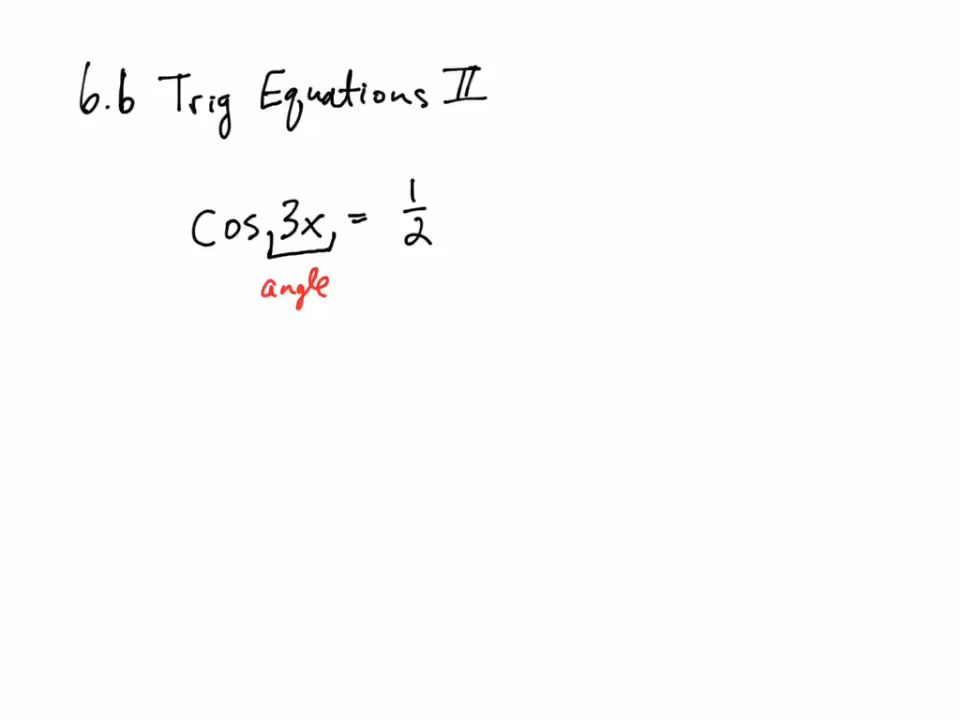 6.6 Trig Equations II
Cos 3x = 1/2
angle